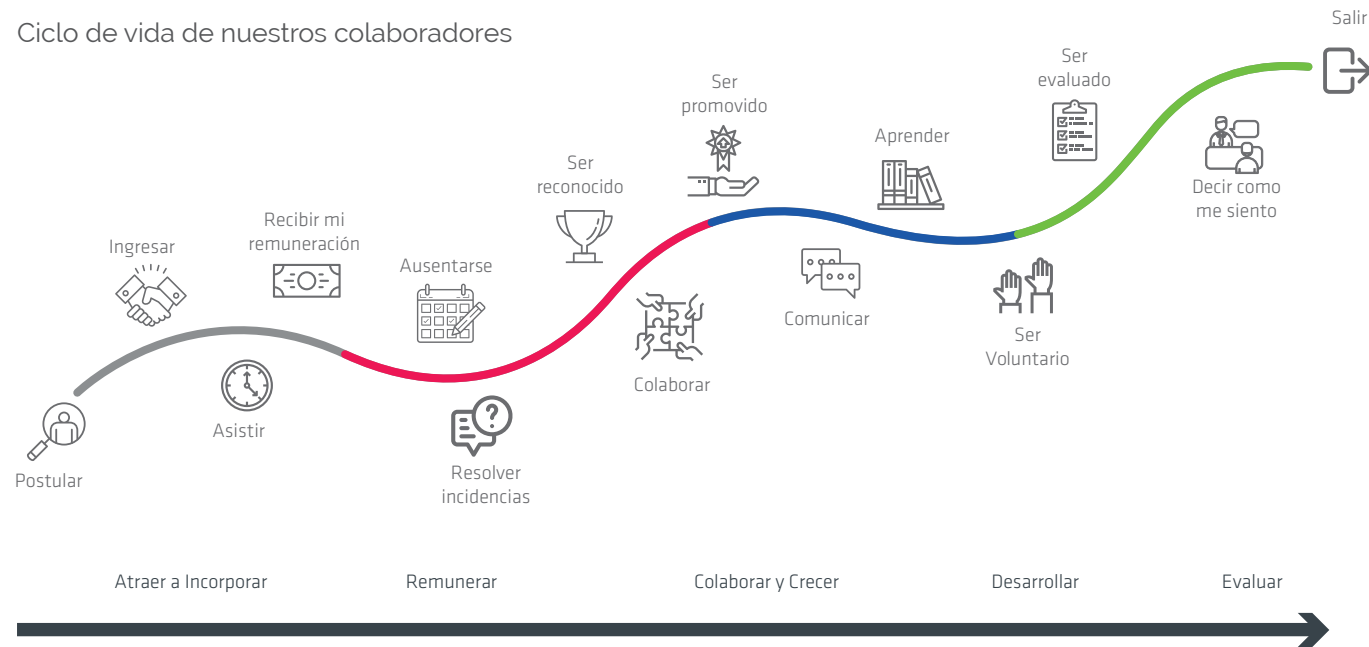 Ciclo de vida de nuestros colaboradores
Postular
Ingresar
Asistir
Recibir mi
remuneración
Ausentarse
Resolver
incidencias
Ser
reconocido
Colaborar
Ser
promovido
Comunicar
Aprender
Ser
Voluntario
Ser
evaluado
Decir como
me siento
Salir
Atraer a Incorporar
Remunerar
Colaborar y Crecer
Desarrollar
Evaluar